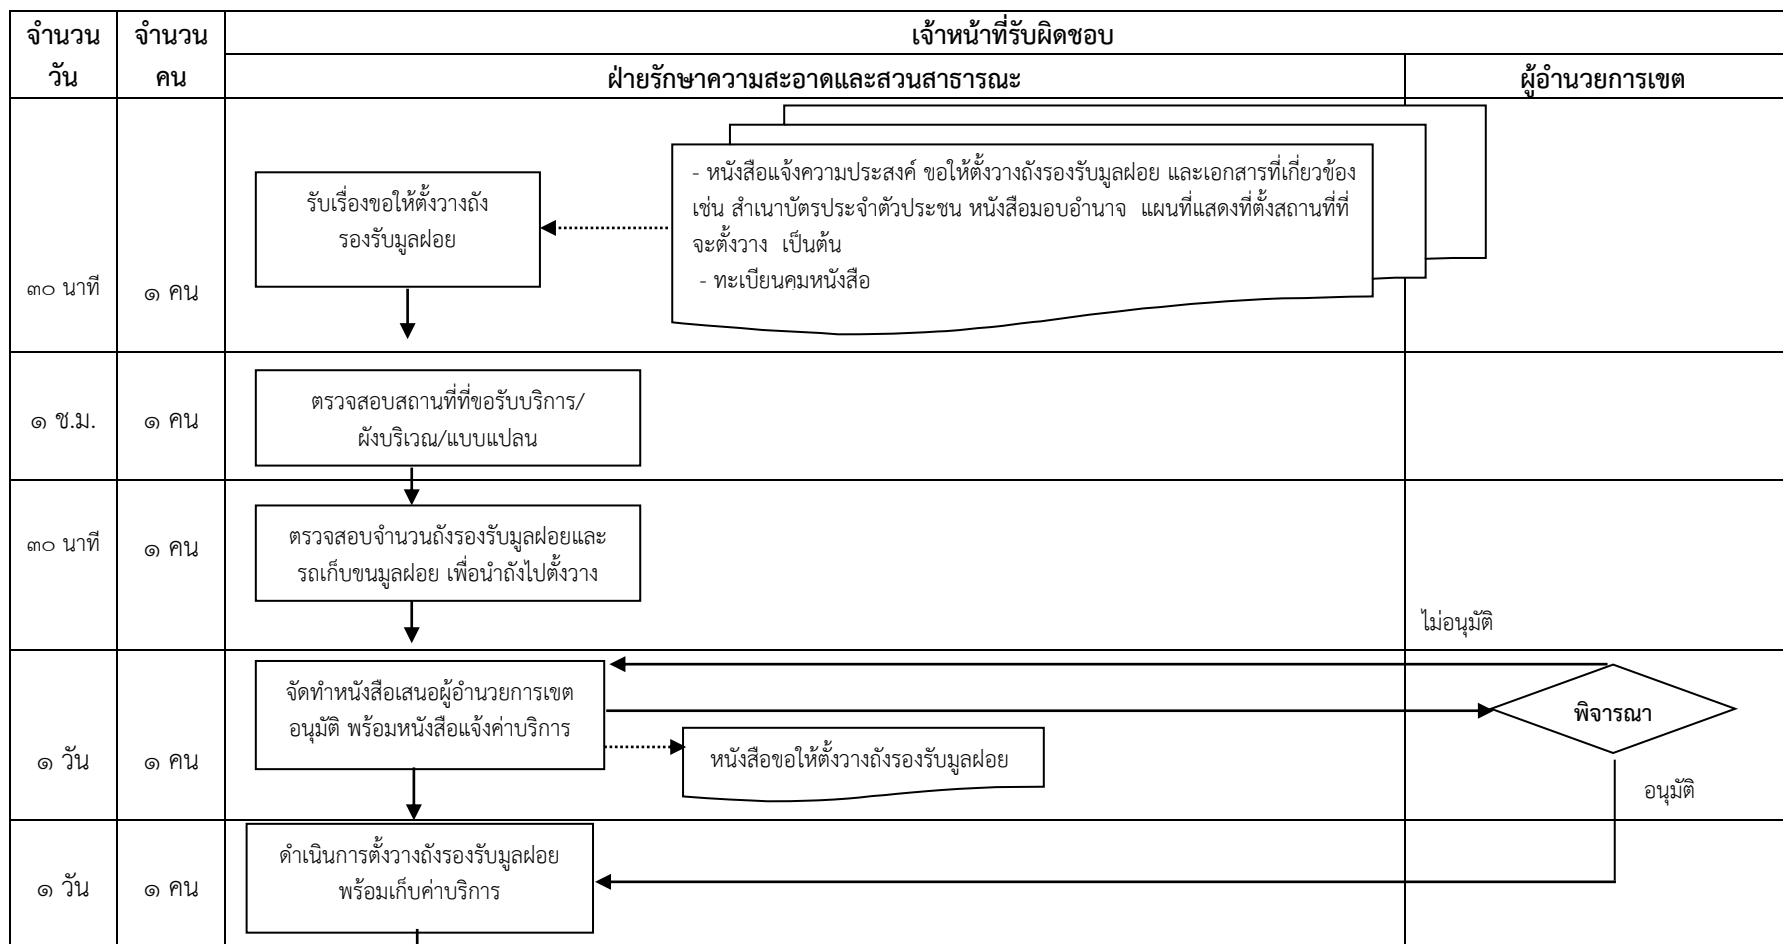 จำนวน
วัน
จำนวน
คน
เจ้าหน้าที่รับผิดชอบ
ฝ่ายรักษาความสะอาดและสวนสาธารณะ
ผู้อำนวยการเขต
๓๐ นาที
๑ คน
รับเรื่องขอให้ตั้งวางถัง
รองรับมูลฝอย
- หนังสือแจ้งความประสงค์ ขอให้ตั้งวางถังรองรับมูลฝอย และเอกสารที่เกี่ยวข้อง
เช่น สำเนาบัตรประจำตัวประชน หนังสือมอบอำนาจ แผนที่แสดงที่ตั้งสถานที่ที่
จะตั้งวาง เป็นต้น
- ทะเบียนคุมหนังสือ
๑ ช.ม.
๑ คน
ตรวจสอบสถานที่ที่ขอรับบริการ/
ผังบริเวณ/แบบแปลน
๓๐ นาที
๑ คน
ตรวจสอบจำนวนถังรองรับมูลฝอยและ
รถเก็บขนมูลฝอย เพื่อนำถังไปตั้งวาง
ไม่อนุมัติ
๑ วัน
๑ คน
จัดทำหนังสือเสนอผู้อำนวยการเขต
อนุมัติ พร้อมหนังสือแจ้งค่าบริการ
หนังสือขอให้ตั้งวางถังรองรับมูลฝอย
พิจารณา
อนุมัติ
๑ วัน
๑ คน
ดำเนินการตั้งวางถังรองรับมูลฝอย
พร้อมเก็บค่าบริการ